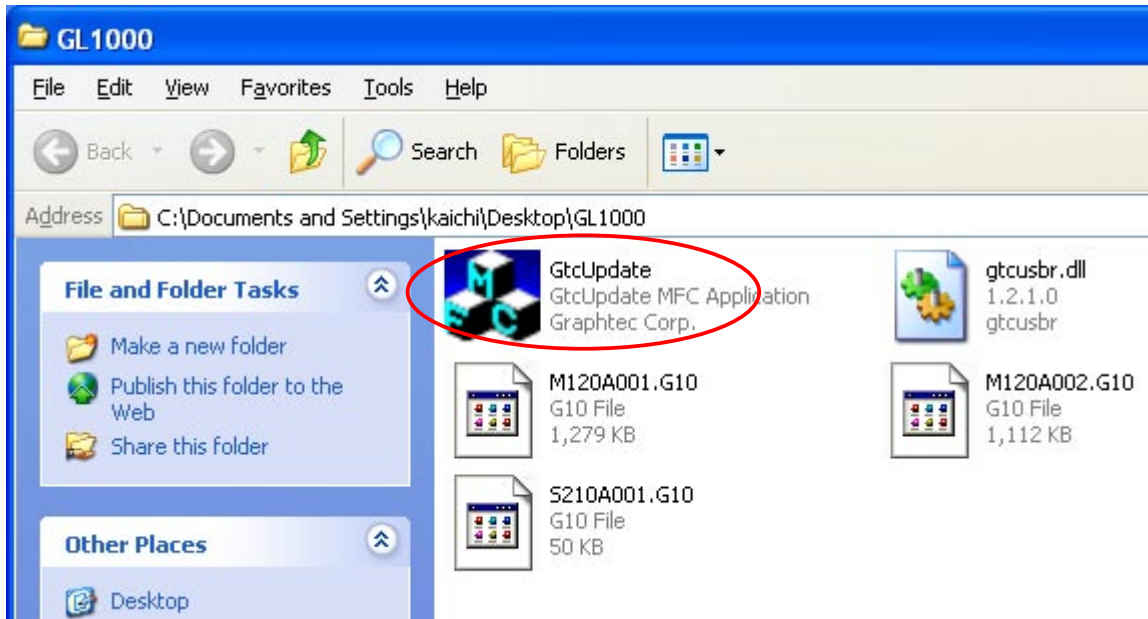 GL1000
File Edit View Favorites Tools Help
Back Search Folders
Address C:\Documents and Settings\kaichi\Desktop\GL1000
File and Folder Tasks
Make a new folder
Publish this folder to the
Web
Share this folder
Other Places
Desktop
MFC
GtcUpdate
GtcUpdate MFC Application
Graphtec Corp.
gtcusbr.dll
1.2.1.0
gtcusbr
M120A001.G10
G10 File
1,279 KB
M120A002.G10
G10 File
1,112 KB
S210A001.G10
G10 File
50 KB